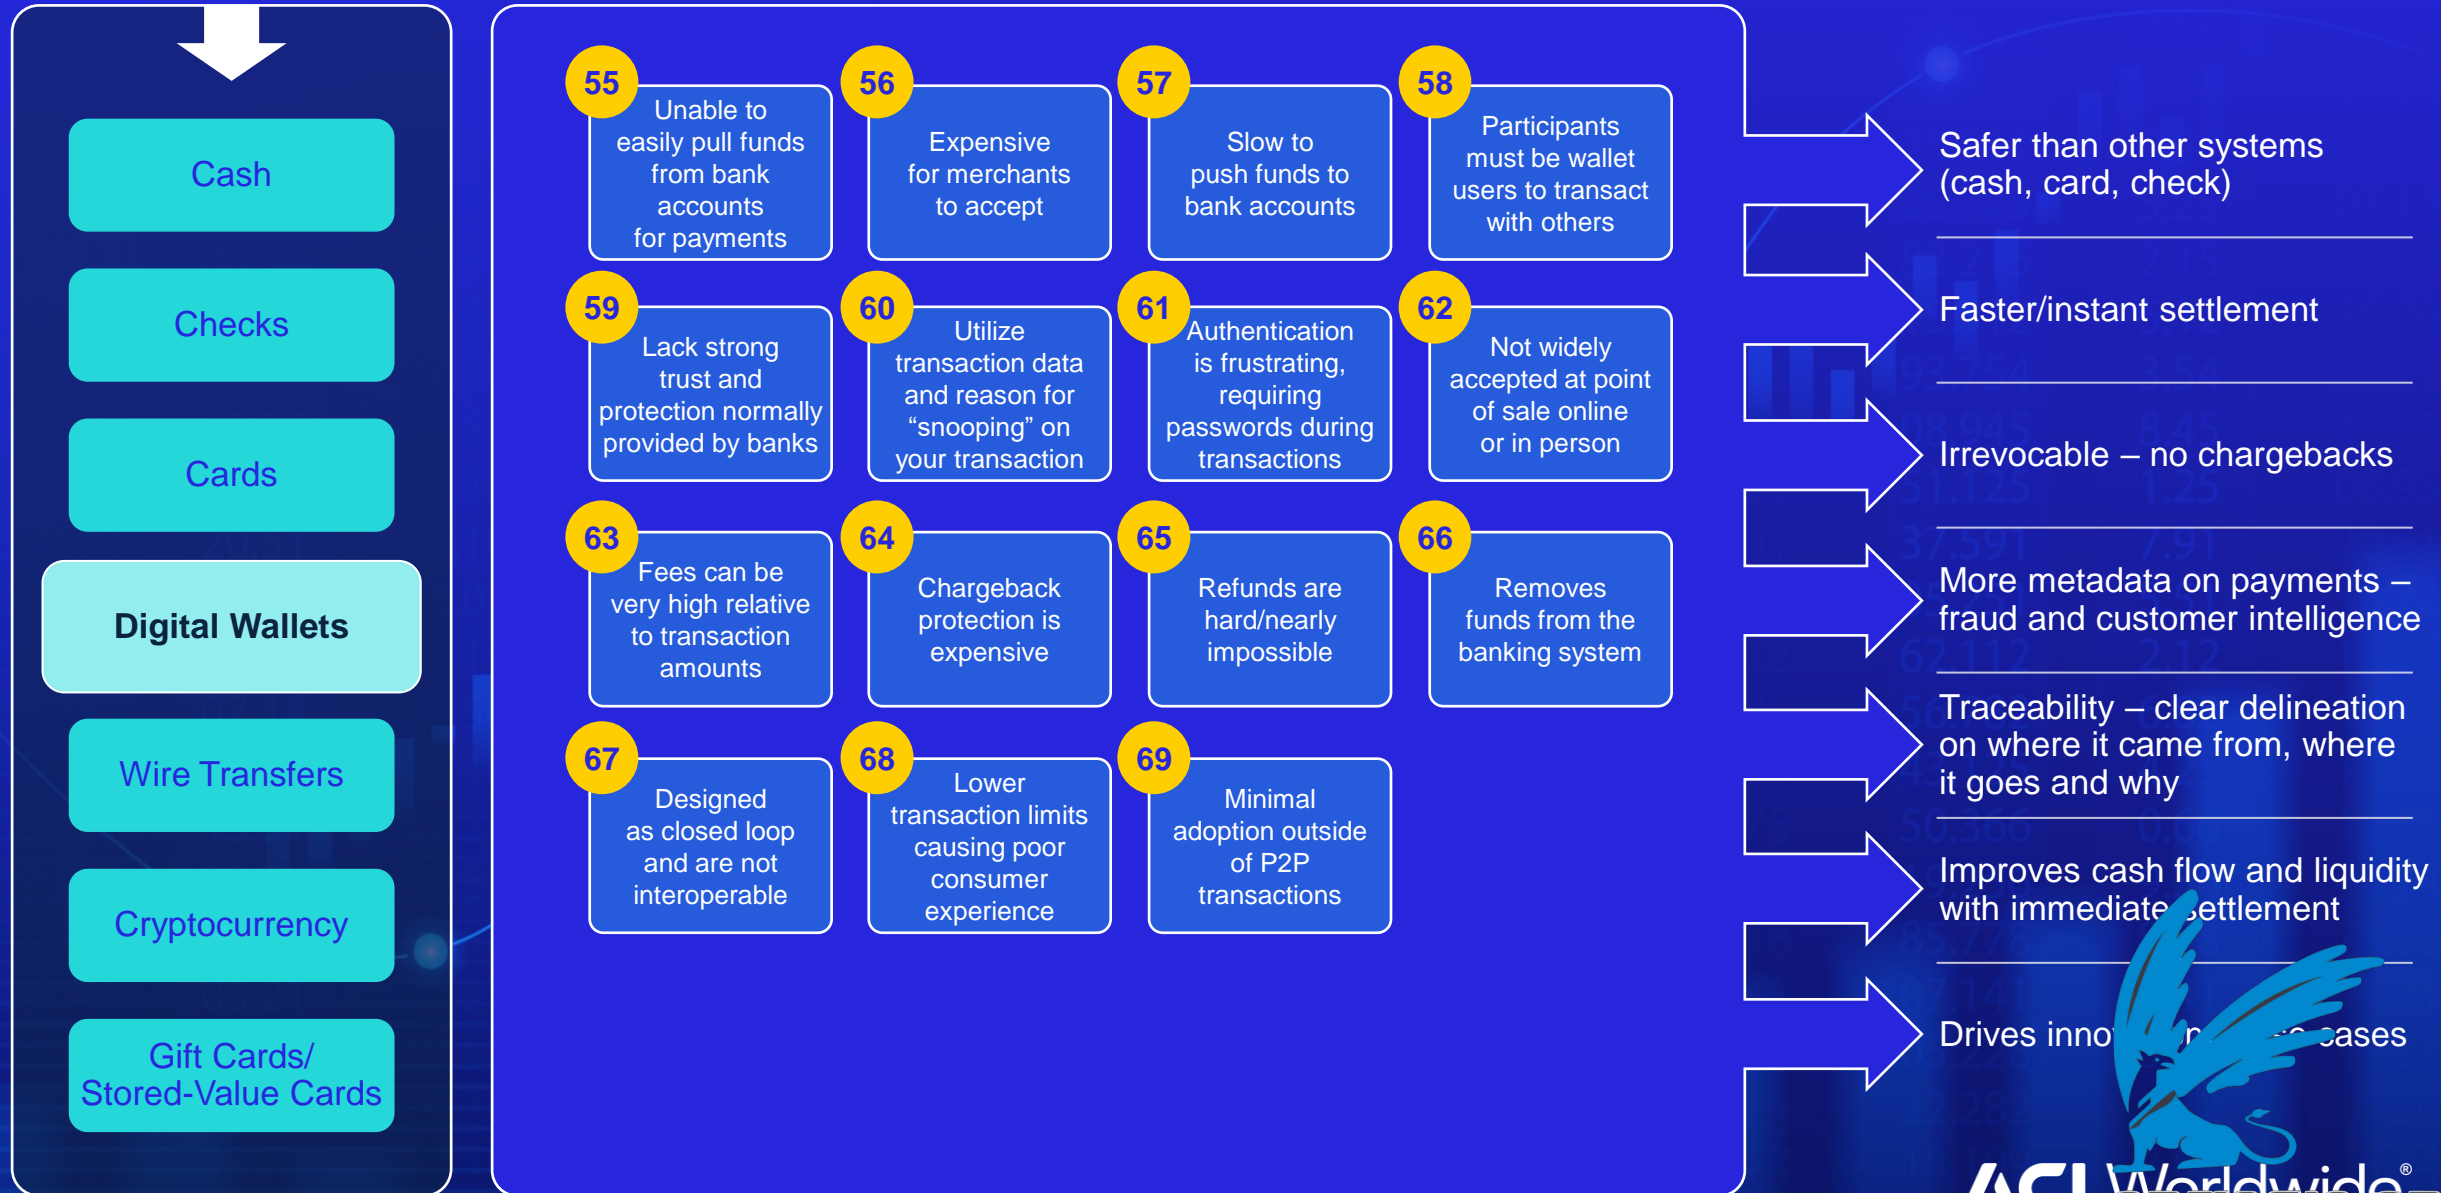 Cash
Checks
Cards
Digital Wallets
Wire Transfers
Cryptocurrency
Gift Cards/
Stored-Value Cards
55
Unable to
easily pull funds
from bank
accounts
for payments
56
Expensive
for merchants
to accept
57
Slow to
push funds to
bank accounts
58
Participants
must be wallet
users to transact
with others
59
Lack strong
trust and
protection normally
provided by banks
60
Utilize
transaction data
and reason for
“snooping” on
your transaction
61
Authentication
is frustrating,
requiring
passwords during
transactions
62
Not widely
accepted at point
of sale online
or in person
63
Fees can be
very high relative
to transaction
amounts
64
Chargeback
protection is
expensive
65
Refunds are
hard/nearly
impossible
66
Removes
funds from the
banking system
67
Designed
as closed loop
and are not
interoperable
68
Lower
transaction limits
causing poor
consumer
experience
69
Minimal
adoption outside
of P2P
transactions
Safer than other systems
(cash, card, check)
Faster/instant settlement
Irrevocable – no chargebacks
More metadata on payments –
fraud and customer intelligence
Traceability – clear delineation
on where it came from, where
it goes and why
Improves cash flow and liquidity
with immediate settlement
Drives cases
ACI Worldwide®